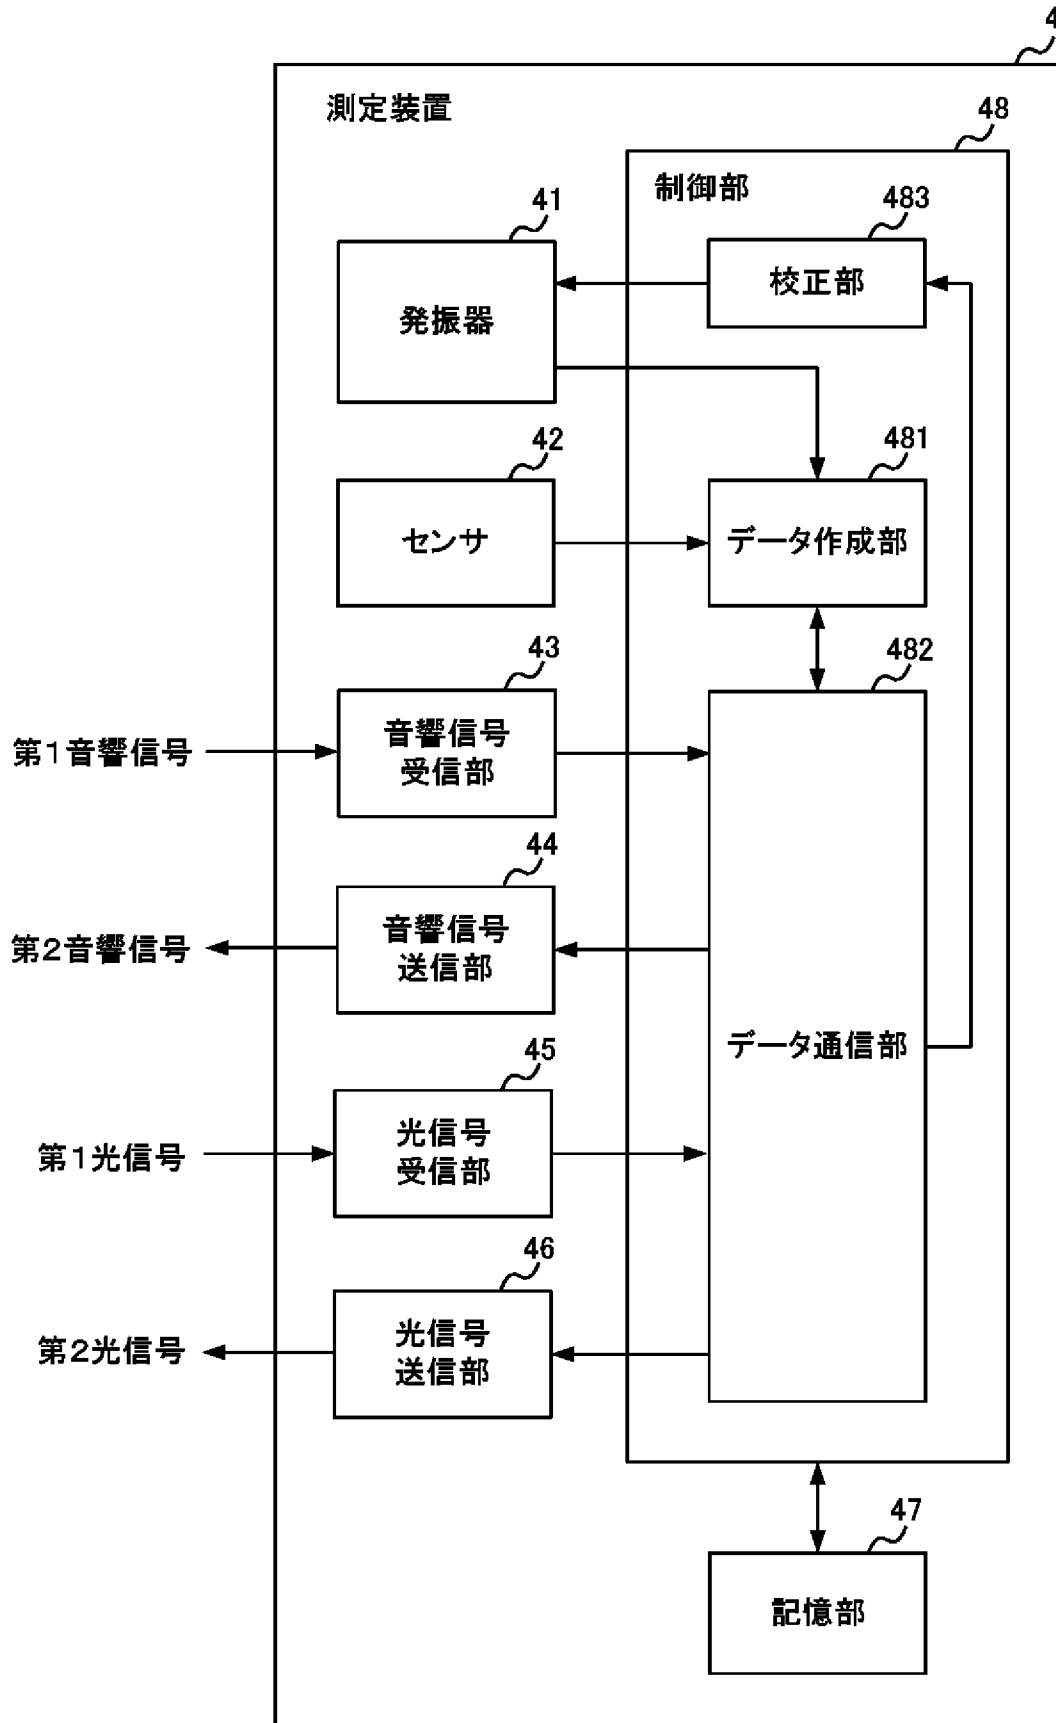 4
測定装置
48
制御部
41
483
発振器
校正部
42
481
センサ
データ作成部
43
482
第1音響信号
音響信号
受信部
44
第2音響信号
音響信号
送信部
データ通信部
45
第1光信号
光信号
受信部
46
第2光信号
光信号
送信部
47
記憶部